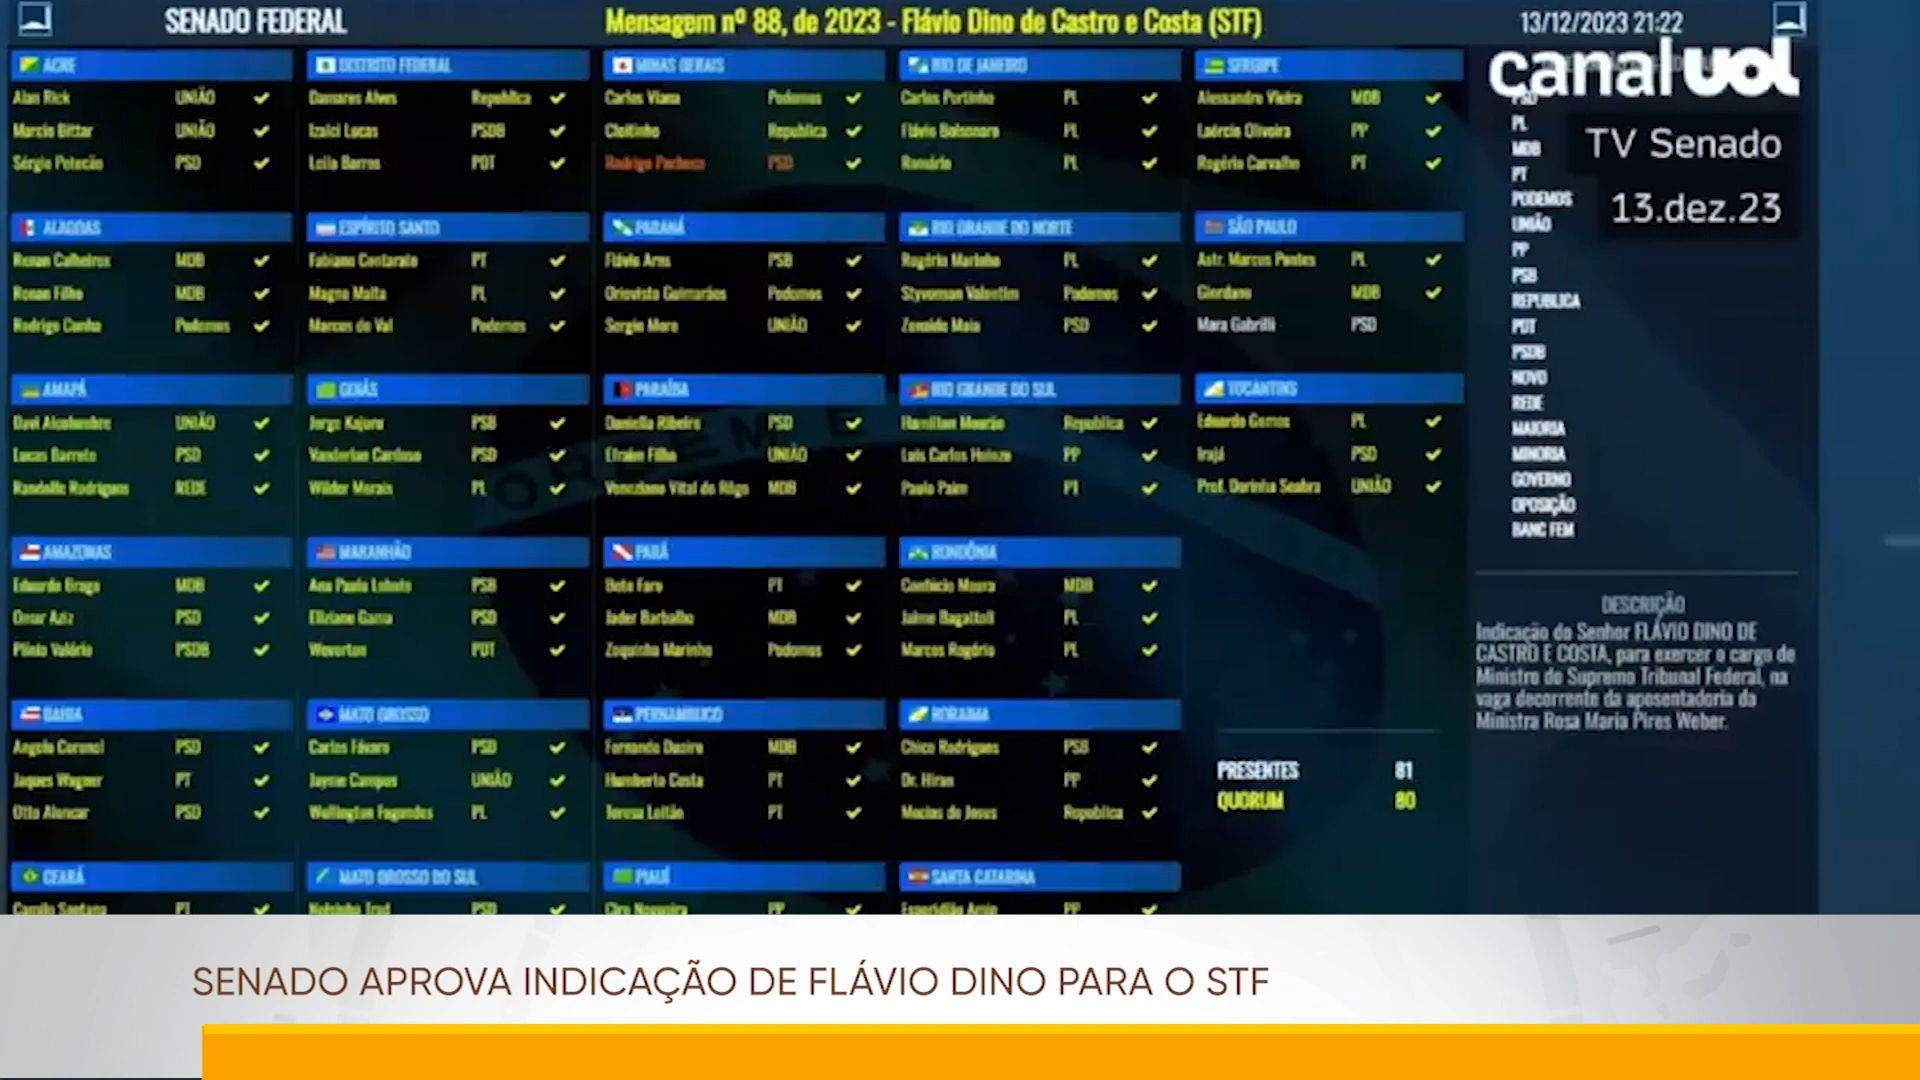 SENADO FEDERAL
Mensagem nº 88, de 2023 - Flávio Dino de Castro e Costa (STF)
13/12/2023 21:22
canaluol
TV Senado
13.dez.23
ACRE
Alan Rick UNIÃO
Marcio Bittar UNIÃO
Sérgio Petecão PSD
ALAGOAS
Renan Calheiros MDB
Renan Filho MDB
Rodrigo Cunha Podemos
AMAPÁ
Davi Alcolumbre UNIÃO
Lucas Barreto PSD
Randolfe Rodrigues REDE
AMAZONAS
Eduardo Braga MDB
Omar Aziz PSD
Plínio Valério PSDB
BAHIA
Angelo Coronel PSD
Jaques Wagner PT
Otto Alencar PSD
CEARÁ
Camilo Santana PT
DISTRITO FEDERAL
Damares Alves Republica
Izalci Lucas PSDB
Leila Barros PDT
ESPÍRITO SANTO
Fabiano Contarato PT
Magno Malta PL
Marcos do Val Podemos
GOIÁS
Jorge Kajuru PSB
Vanderlan Cardoso PSD
Wilder Morais PL
MARANHÃO
Ana Paula Lobato PSB
Eliziane Gama PSD
Weverton PDT
MATO GROSSO
Carlos Fávaro PSD
Jayme Campos UNIÃO
Wellington Fagundes PL
MATO GROSSO DO SUL
Nelsinho Trad PSD
MINAS GERAIS
Carlos Viana Podemos
Cleitinho Republica
Rodrigo Pacheco PSD
PARANÁ
Flávio Arns PSB
Oriovisto Guimarães Podemos
Sergio Moro UNIÃO
PARAÍBA
Daniella Ribeiro PSD
Efraim Filho UNIÃO
Veneziano Vital do Rêgo MDB
PARÁ
Beto Faro PT
Jader Barbalho MDB
Zequinha Marinho Podemos
PERNAMBUCO
Fernando Dueire MDB
Humberto Costa PT
Teresa Leitão PT
PIAUÍ
Ciro Nogueira PP
RIO DE JANEIRO
Carlos Portinho PL
Flávio Bolsonaro PL
Romário PL
RIO GRANDE DO NORTE
Rogério Marinho PL
Styvenson Valentim Podemos
Zenaide Maia PSD
RIO GRANDE DO SUL
Hamilton Mourão Republica
Luis Carlos Heinze PP
Paulo Paim PT
RONDÔNIA
Confúcio Moura MDB
Jaime Bagattoli PL
Marcos Rogério PL
RORAIMA
Chico Rodrigues PSB
Dr. Hiran PP
Mecias de Jesus Republica
SANTA CATARINA
Esperidião Amin PP
SERGIPE
Alessandro Vieira MDB
Laércio Oliveira PP
Rogério Carvalho PT
SÃO PAULO
Astr. Marcos Pontes PL
Giordano MDB
Mara Gabrilli PSD
TOCANTINS
Eduardo Gomes PL
Irajá PSD
Prof. Dorinha Seabra UNIÃO
PRESENTES 81
QUORUM 80
PSD
PL
MDB
PT
PODEMOS
UNIÃO
PP
PSB
REPUBLICA
PDT
PSDB
NOVO
REDE
MAIORIA
MINORIA
GOVERNO
OPOSIÇÃO
BANC FEM
DESCRIÇÃO
Indicação do Senhor FLÁVIO DINO DE
CASTRO E COSTA, para exercer o cargo de
Ministro do Supremo Tribunal Federal, na
vaga decorrente da aposentadoria da
Ministra Rosa Maria Pires Weber.
SENADO APROVA INDICAÇÃO DE FLÁVIO DINO PARA O STF